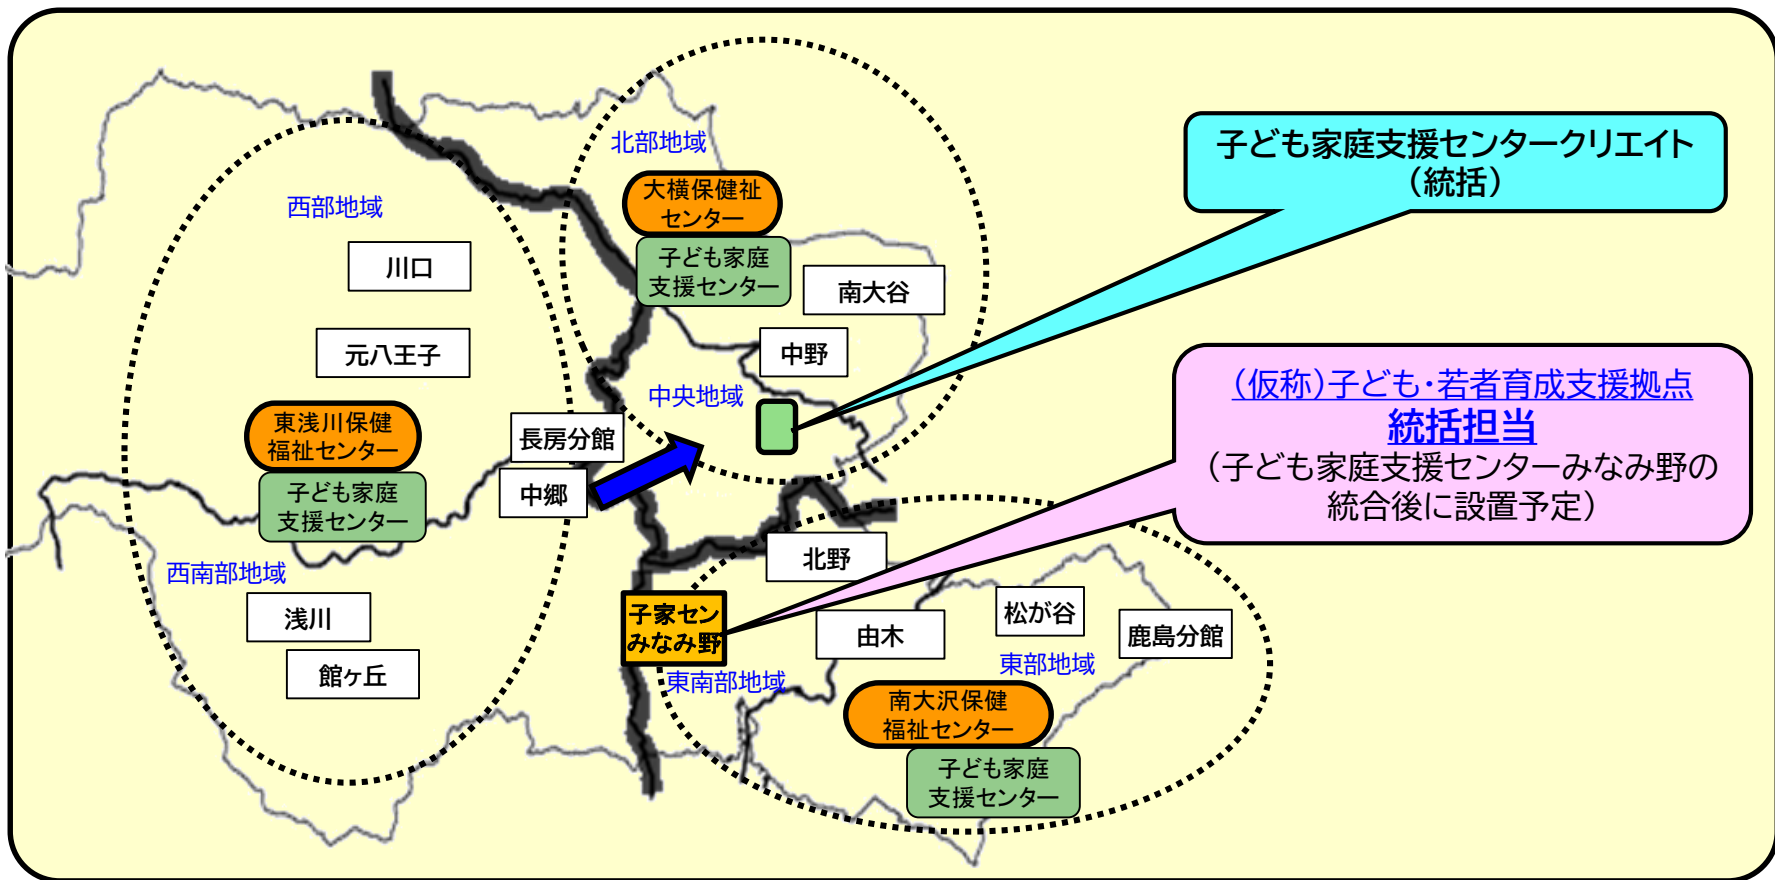 北部地域
子ども家庭支援センタークリエイト
（統括）
大横保健祉
センター
西部地域
子ども家庭
支援センター
川口
南大谷
元八王子
中野
（仮称）子ども・若者育成支援拠点
統括担当
（子ども家庭支援センターみなみ野の
統合後に設置予定）
中央地域
東浅川保健
福祉センター
長房分館
子ども家庭
支援センター
中郷
北野
西南部地域
浅川
子家セン
みなみ野
由木
松が谷
鹿島分館
館ヶ丘
東南部地域
東部地域
南大沢保健
福祉センター
子ども家庭
支援センター